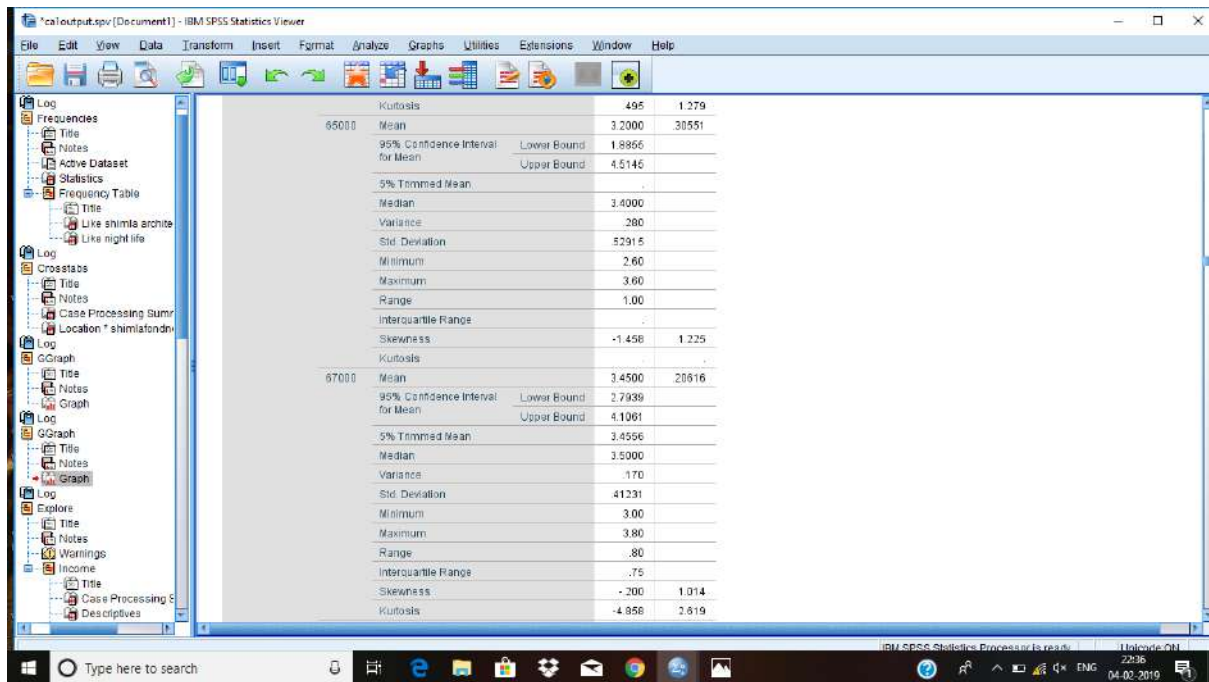 *caloutput.spv [Document1] - IBM SPSS Statistics Viewer
File Edit View Data Transform Insert Format Analyze Graphs Utilities Extensions Window Help
Log
Frequencies
Title
Notes
Active Dataset
Statistics
Frequency Table
Title
Like shimla archite
Like night life
Log
Crosstabs
Title
Notes
Case Processing Summ
Location * shimlafondn
Log
GGraph
Title
Notes
Graph
Log
GGraph
Title
Notes
Graph
Log
Explore
Title
Notes
Warnings
Income
Title
Case Processing S
Descriptives
Kurtosis .495 1.279
65000 Mean 3.2000 .30551
95% Confidence Interval for Mean Lower Bound 1.8855
Upper Bound 4.5145
5% Trimmed Mean .
Median 3.4000
Variance .280
Std. Deviation .52915
Minimum 2.60
Maximum 3.60
Range 1.00
Interquartile Range .
Skewness -1.458 1.225
Kurtosis . .
67000 Mean 3.4500 .20616
95% Confidence Interval for Mean Lower Bound 2.7939
Upper Bound 4.1061
5% Trimmed Mean 3.4556
Median 3.5000
Variance .170
Std. Deviation .41231
Minimum 3.00
Maximum 3.80
Range .80
Interquartile Range .75
Skewness -.200 1.014
Kurtosis -4.858 2.619
IBM SPSS Statistics Processor is ready Unicode:ON
Type here to search
ENG
22:36
04-02-2019